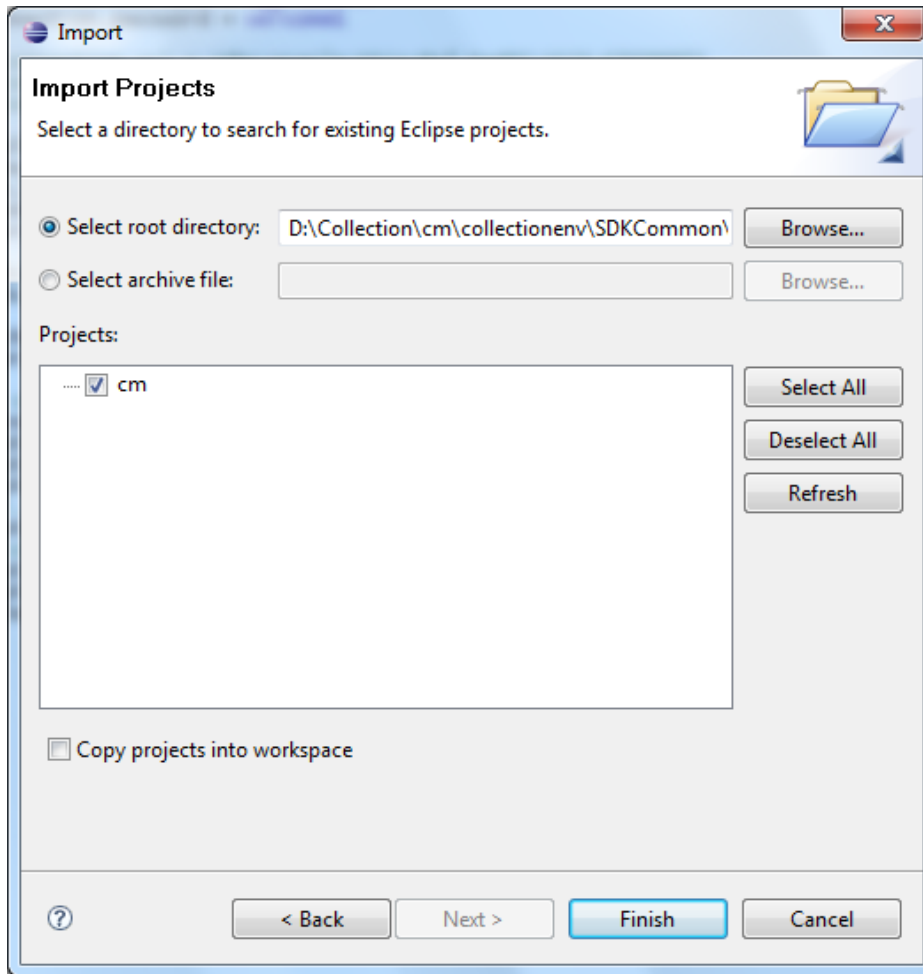 Import
Import Projects
Select a directory to search for existing Eclipse projects.
Select root directory: D:\Collection\cm\collectionenv\SDKCommon\ Browse...
Select archive file: Browse...
Projects:
cm
Select All
Deselect All
Refresh
Copy projects into workspace
< Back Next > Finish Cancel